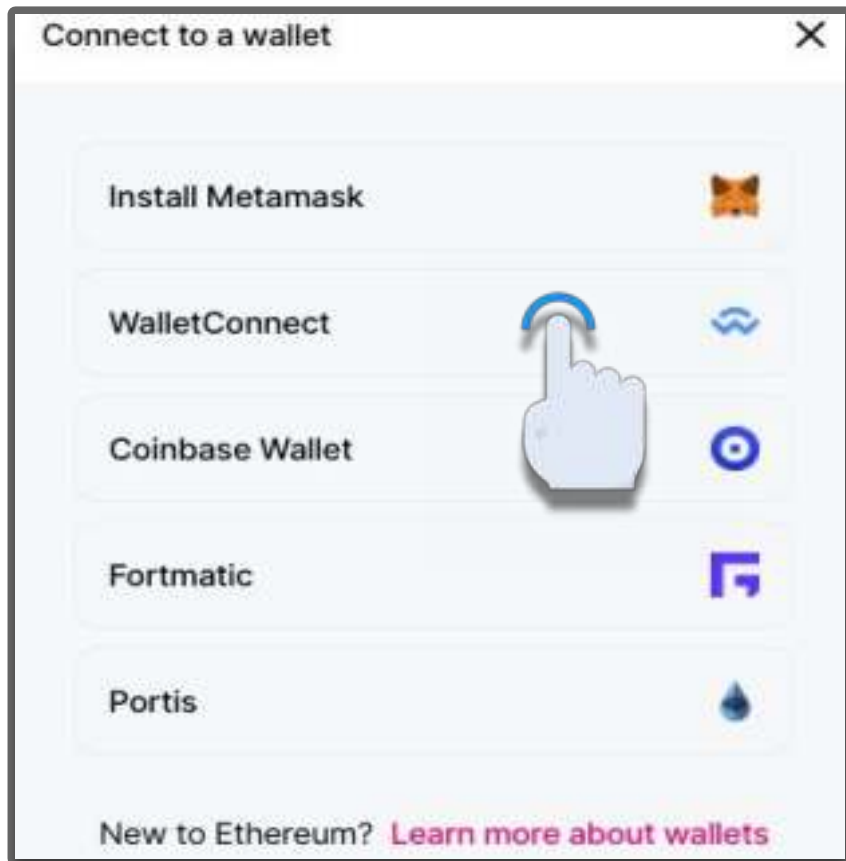 Connect to a wallet
Install Metamask
WalletConnect
Coinbase Wallet
Fortmatic
Portis
New to Ethereum? Learn more about wallets